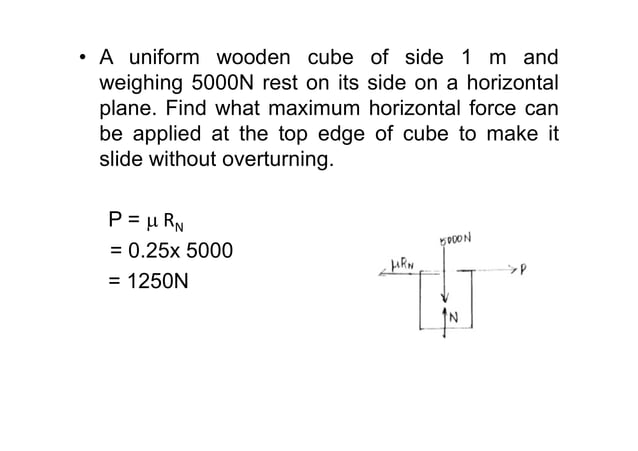 • A uniform wooden cube of side 1 m and
weighing 5000N rest on its side on a horizontal
plane. Find what maximum horizontal force can
be applied at the top edge of cube to make it
slide without overturning.
P = μ RN
= 0.25x 5000
= 1250N
5000N
μRN
P
N